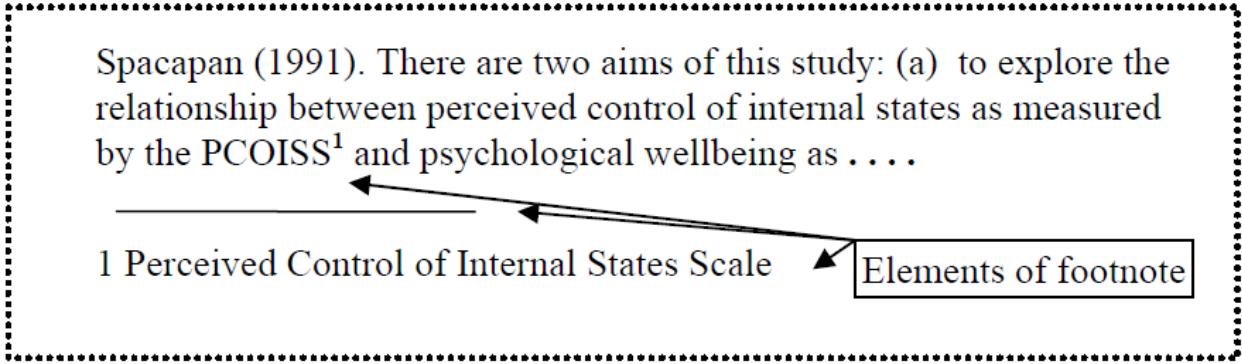 Spacapan (1991). There are two aims of this study: (a)  to explore the
relationship between perceived control of internal states as measured
by the PCOISS¹ and psychological wellbeing as . . . .
1 Perceived Control of Internal States Scale
Elements of footnote